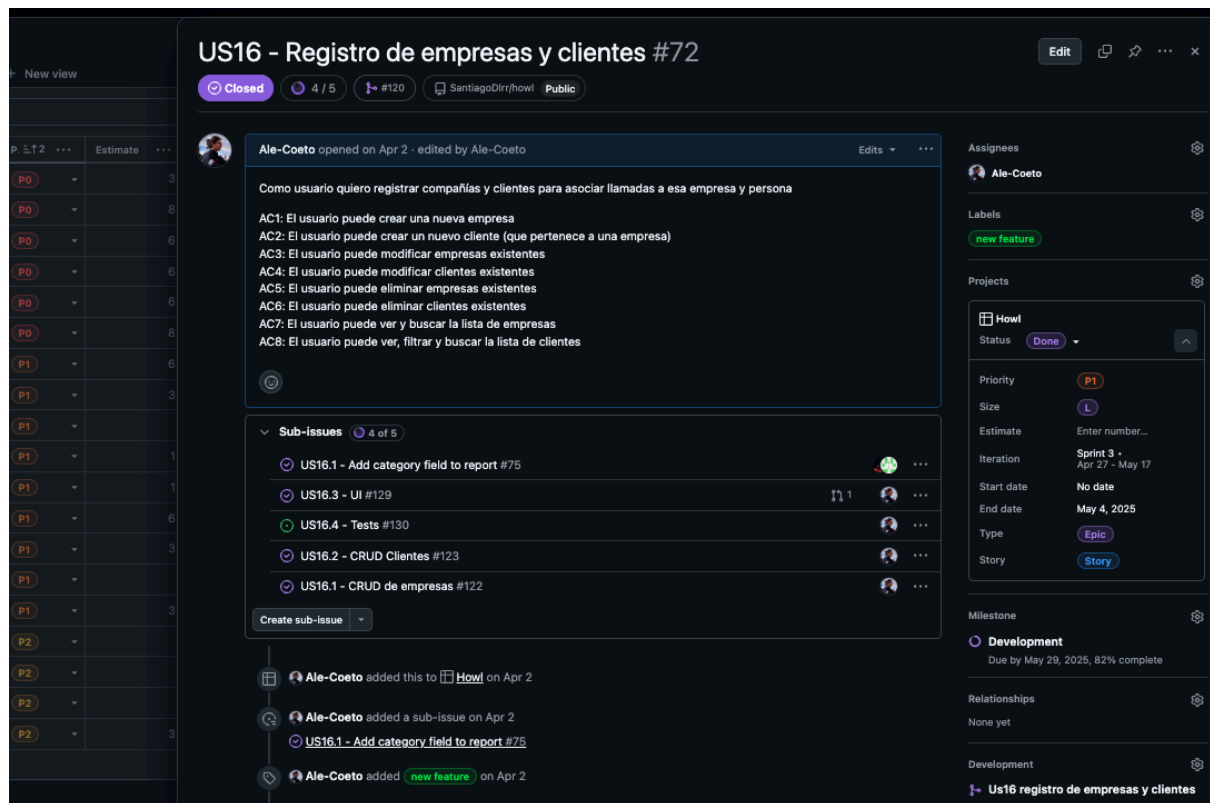 US16 - Registro de empresas y clientes #72
Edit
Closed
4 / 5
#120
SantiagoDlrr/howl Public
+ New view
P.
2
Estimate
P0
3
P0
8
P0
6
P0
6
P0
6
P0
8
P1
6
P1
3
P1
P1
1
P1
1
P1
6
P1
3
P1
P1
3
P2
P2
P2
P2
3
Ale-Coeto opened on Apr 2 · edited by Ale-Coeto
Edits
Como usuario quiero registrar compañías y clientes para asociar llamadas a esa empresa y persona
AC1: El usuario puede crear una nueva empresa
AC2: El usuario puede crear un nuevo cliente (que pertenece a una empresa)
AC3: El usuario puede modificar empresas existentes
AC4: El usuario puede modificar clientes existentes
AC5: El usuario puede eliminar empresas existentes
AC6: El usuario puede eliminar clientes existentes
AC7: El usuario puede ver y buscar la lista de empresas
AC8: El usuario puede ver, filtrar y buscar la lista de clientes
Sub-issues 4 of 5
US16.1 - Add category field to report #75
US16.3 - UI #129
1
US16.4 - Tests #130
US16.2 - CRUD Clientes #123
US16.1 - CRUD de empresas #122
Create sub-issue
Ale-Coeto added this to Howl on Apr 2
Ale-Coeto added a sub-issue on Apr 2
US16.1 - Add category field to report #75
Ale-Coeto added new feature on Apr 2
Assignees
Ale-Coeto
Labels
new feature
Projects
Howl
Status Done
Priority P1
Size L
Estimate Enter number...
Iteration Sprint 3 •
Apr 27 - May 17
Start date No date
End date May 4, 2025
Type Epic
Story Story
Milestone
Development
Due by May 29, 2025, 82% complete
Relationships
None yet
Development
Us16 registro de empresas y clientes